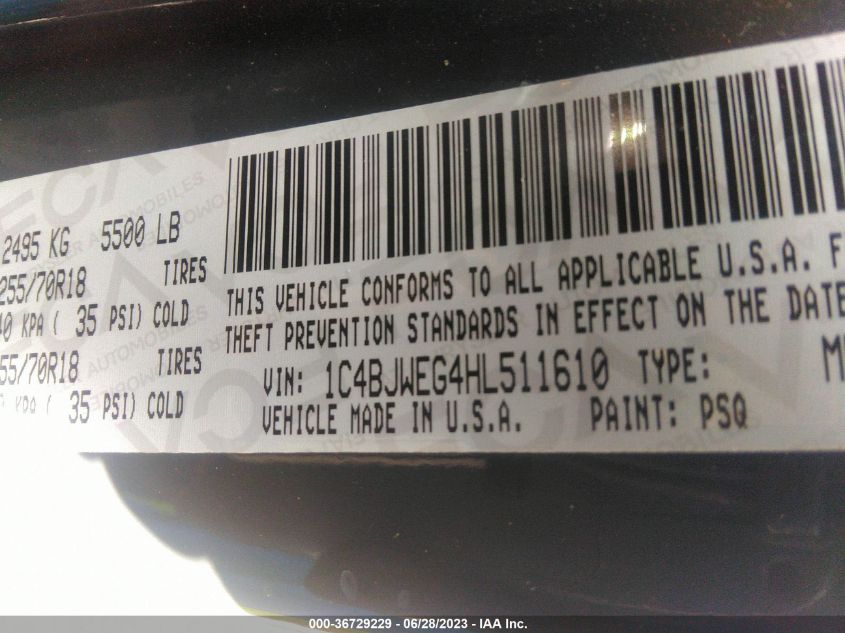 2495 KG 5500 LB
255/70R18 TIRES
KPA ( 35 PSI) COLD
55/70R18 TIRES
KPA ( 35 PSI) COLD
THIS VEHICLE CONFORMS TO ALL APPLICABLE U.S.A. F
THEFT PREVENTION STANDARDS IN EFFECT ON THE DATE
VIN: 1C4BJWEG4HL511610 TYPE:
VEHICLE MADE IN U.S.A. PAINT: PSQ
000-36729229 - 06/28/2023 - IAA Inc.